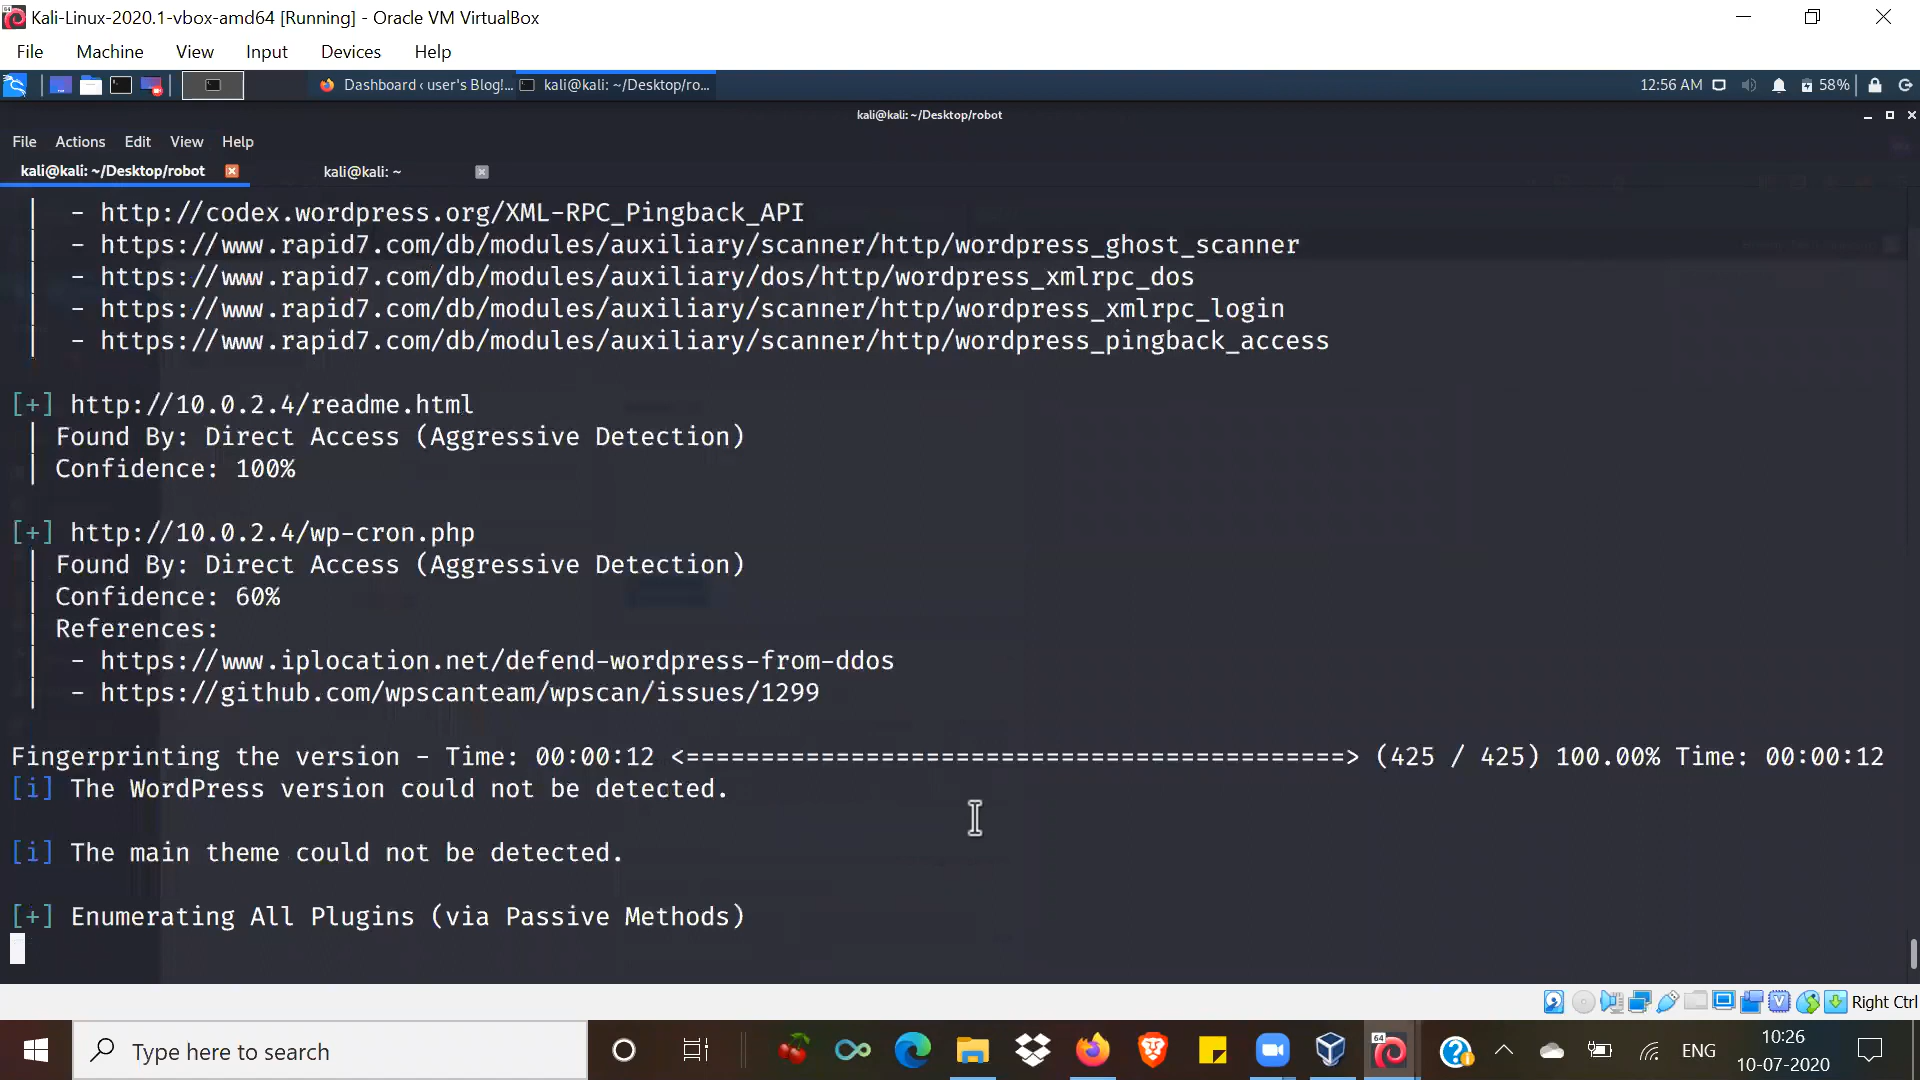 Kali-Linux-2020.1-vbox-amd64 [Running] - Oracle VM VirtualBox
File Machine View Input Devices Help
Dashboard ‹ user's Blog!... kali@kali: ~/Desktop/ro... 12:56 AM 58%
kali@kali: ~/Desktop/robot
File Actions Edit View Help
kali@kali: ~/Desktop/robot kali@kali: ~
| - http://codex.wordpress.org/XML-RPC_Pingback_API
| - https://www.rapid7.com/db/modules/auxiliary/scanner/http/wordpress_ghost_scanner
| - https://www.rapid7.com/db/modules/auxiliary/dos/http/wordpress_xmlrpc_dos
| - https://www.rapid7.com/db/modules/auxiliary/scanner/http/wordpress_xmlrpc_login
| - https://www.rapid7.com/db/modules/auxiliary/scanner/http/wordpress_pingback_access
[+] http://10.0.2.4/readme.html
| Found By: Direct Access (Aggressive Detection)
| Confidence: 100%
[+] http://10.0.2.4/wp-cron.php
| Found By: Direct Access (Aggressive Detection)
| Confidence: 60%
| References:
| - https://www.iplocation.net/defend-wordpress-from-ddos
| - https://github.com/wpscanteam/wpscan/issues/1299
Fingerprinting the version - Time: 00:00:12 <============================================> (425 / 425) 100.00% Time: 00:00:12
[i] The WordPress version could not be detected.
[i] The main theme could not be detected.
[+] Enumerating All Plugins (via Passive Methods)
Right Ctrl
Type here to search
ENG
10:26
10-07-2020